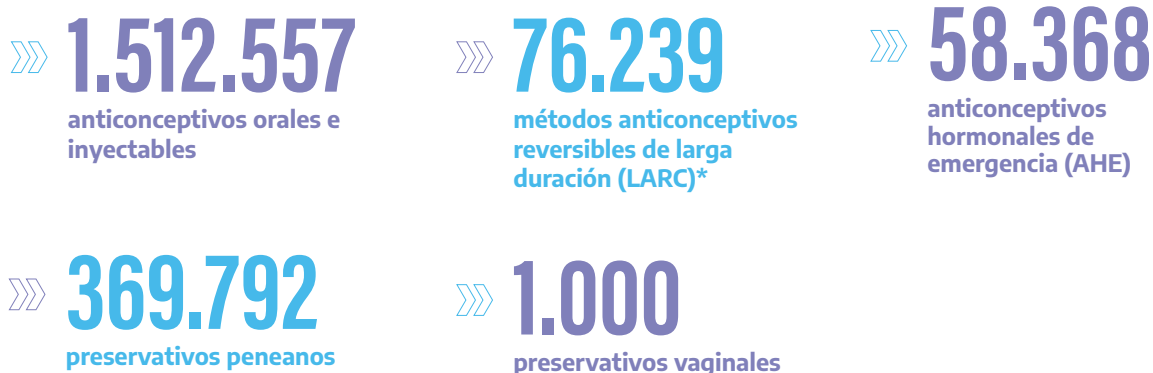 1.512.557
anticonceptivos orales e
inyectables
76.239
métodos anticonceptivos
reversibles de larga
duración (LARC)*
58.368
anticonceptivos
hormonales de
emergencia (AHE)
369.792
preservativos peneanos
1.000
preservativos vaginales